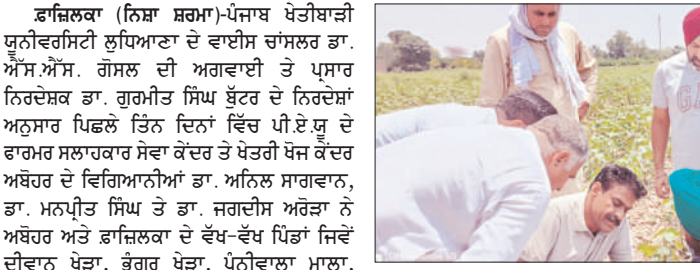 ਫ਼ਾਜ਼ਿਲਕਾ (ਨਿਸ਼ਾ ਸ਼ਰਮਾ)-ਪੰਜਾਬ ਖੇਤੀਬਾੜੀ
ਯੂਨੀਵਰਸਿਟੀ ਲੁਧਿਆਣਾ ਦੇ ਵਾਈਸ ਚਾਂਸਲਰ ਡਾ.
ਐੱਸ.ਐੱਸ. ਗੋਸਲ ਦੀ ਅਗਵਾਈ ਤੇ ਪ੍ਰਸਾਰ
ਨਿਰਦੇਸ਼ਕ ਡਾ. ਗੁਰਮੀਤ ਸਿੰਘ ਬੁੱਟਰ ਦੇ ਨਿਰਦੇਸ਼ਾਂ
ਅਨੁਸਾਰ ਪਿਛਲੇ ਤਿੰਨ ਦਿਨਾਂ ਵਿੱਚ ਪੀ.ਏ.ਯੂ ਦੇ
ਫਾਰਮਰ ਸਲਾਹਕਾਰ ਸੇਵਾ ਕੇਂਦਰ ਤੇ ਖੇਤਰੀ ਖੋਜ ਕੇਂਦਰ
ਅਬੋਹਰ ਦੇ ਵਿਗਿਆਨੀਆਂ ਡਾ. ਅਨਿਲ ਸਾਗਵਾਨ,
ਡਾ. ਮਨਪ੍ਰੀਤ ਸਿੰਘ ਤੇ ਡਾ. ਜਗਦੀਸ ਅਰੋੜਾ ਨੇ
ਅਬੋਹਰ ਅਤੇ ਫ਼ਾਜ਼ਿਲਕਾ ਦੇ ਵੱਖ-ਵੱਖ ਪਿੰਡਾਂ ਜਿਵੇਂ
ਦੀਵਾਨ ਖੇੜਾ, ਭੰਗਰ ਖੇੜਾ, ਪੰਨੀਵਾਲਾ ਮਾਲਾ,